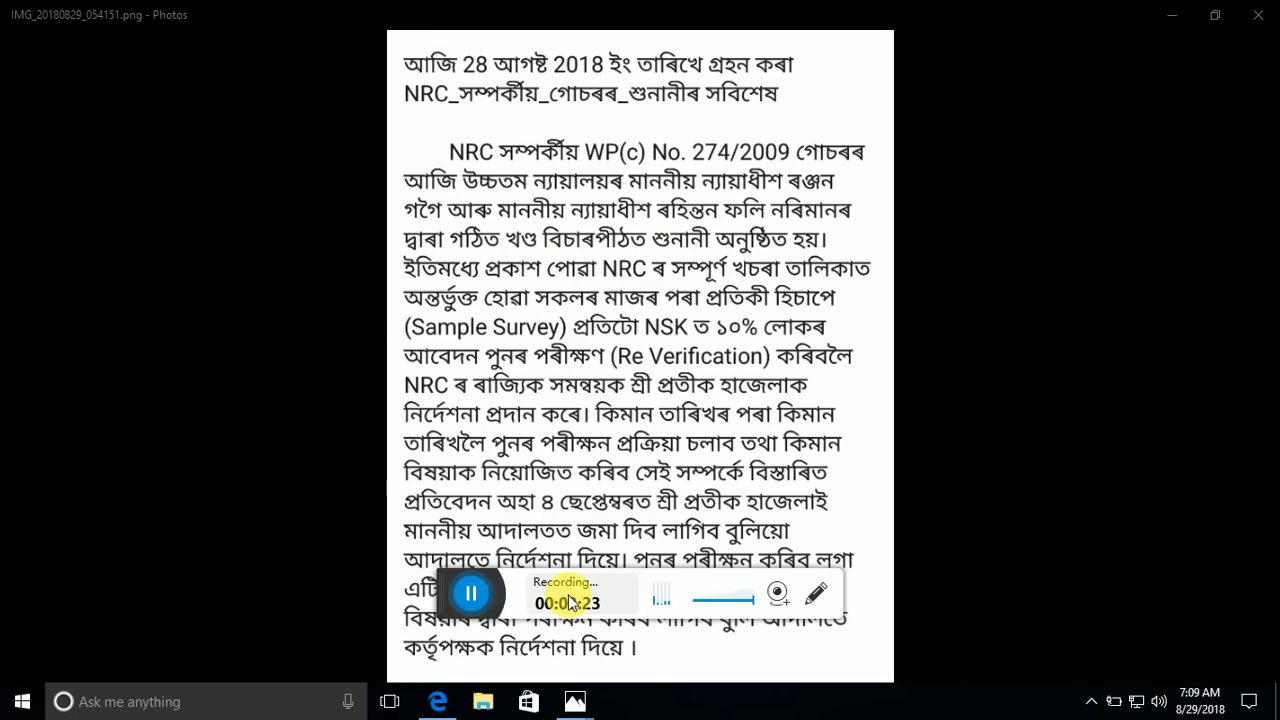 IMG_20180829_054151.png - Photos
আজি 28 আগষ্ট 2018 ইং তাৰিখে গ্ৰহন কৰা
NRC_সম্পৰ্কীয়_গোচৰৰ_শুনানীৰ সবিশেষ
NRC সম্পৰ্কীয় WP(c) No. 274/2009 গোচৰৰ
আজি উচ্চতম ন্যায়ালয়ৰ মাননীয় ন্যায়াধীশ ৰঞ্জন
গগৈ আৰু মাননীয় ন্যায়াধীশ ৰহিন্তন ফলি নৰিমানৰ
দ্বাৰা গঠিত খণ্ড বিচাৰপীঠত শুনানী অনুষ্ঠিত হয়।
ইতিমধ্যে প্ৰকাশ পোৱা NRC ৰ সম্পূৰ্ণ খচৰা তালিকাত
অন্তৰ্ভুক্ত হোৱা সকলৰ মাজৰ পৰা প্ৰতিকী হিচাপে
(Sample Survey) প্ৰতিটো NSK ত ১০% লোকৰ
আবেদন পুনৰ পৰীক্ষণ (Re Verification) কৰিবলৈ
NRC ৰ ৰাজ্যিক সমন্বয়ক শ্ৰী প্ৰতীক হাজেলাক
নিৰ্দেশনা প্ৰদান কৰে। কিমান তাৰিখৰ পৰা কিমান
তাৰিখলৈ পুনৰ পৰীক্ষন প্ৰক্ৰিয়া চলাব তথা কিমান
বিষয়াক নিয়োজিত কৰিব সেই সম্পৰ্কে বিস্তাৰিত
প্ৰতিবেদন অহা ৪ ছেপ্তেম্বৰত শ্ৰী প্ৰতীক হাজেলাই
মাননীয় আদালতত জমা দিব লাগিব বুলিয়ো
আদালতে নিৰ্দেশনা দিয়ে। পুনৰ পৰীক্ষন কৰিব লগা
Recording...
বিষয়াৰ দ্বাৰা পৰীক্ষন কৰিব লাগিব বুলি আদালতে
কৰ্তৃপক্ষক নিৰ্দেশনা দিয়ে ।
Ask me anything
7:09 AM
8/29/2018